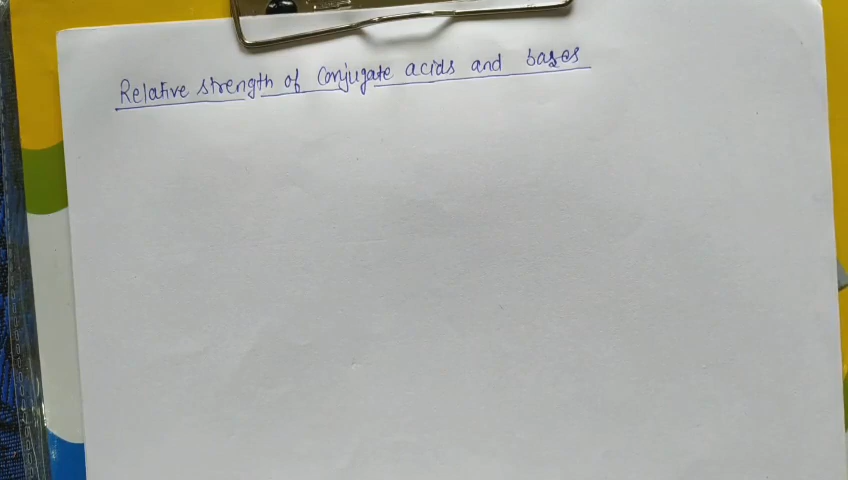 Relative strength of Conjugate acids and bases